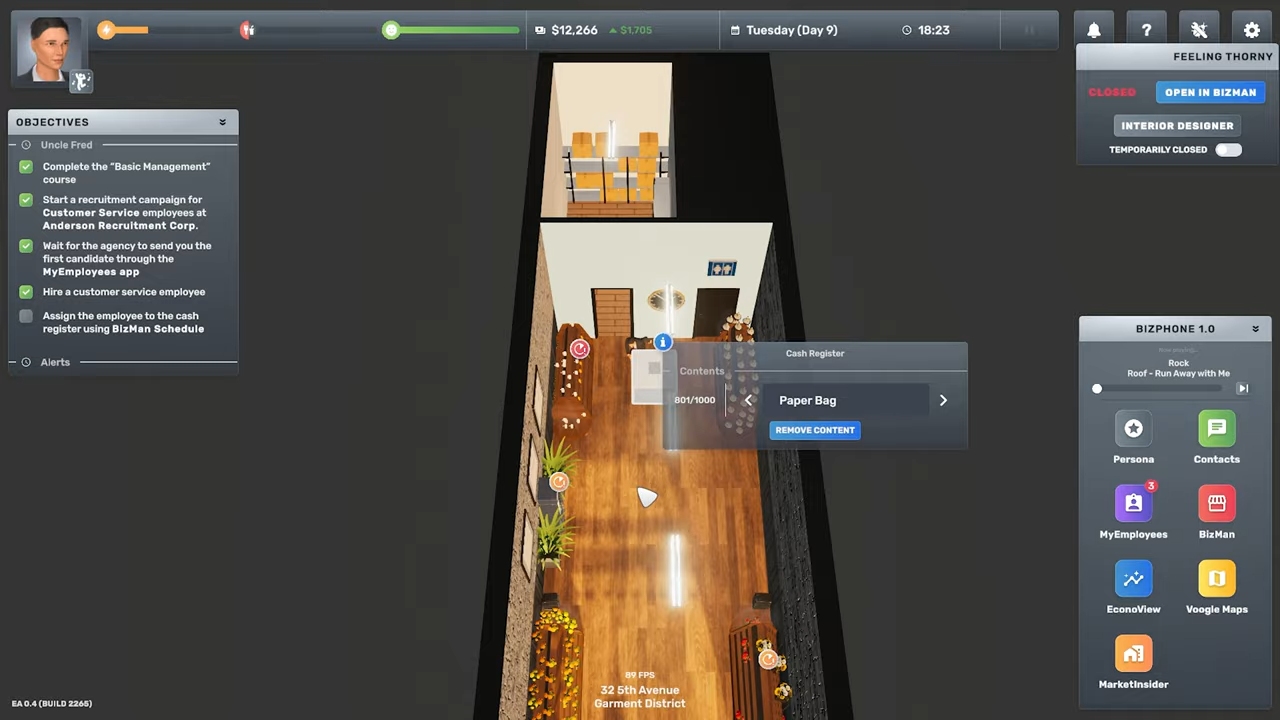 $12,266
$1,705
Tuesday (Day 9)
18:23
OBJECTIVES
Uncle Fred
Complete the "Basic Management"
course
Start a recruitment campaign for
Customer Service employees at
Anderson Recruitment Corp.
Wait for the agency to send you the
first candidate through the
MyEmployees app
Hire a customer service employee
Assign the employee to the cash
register using BizMan Schedule
Alerts
?
FEELING THORNY
CLOSED
OPEN IN BIZMAN
INTERIOR DESIGNER
TEMPORARILY CLOSED
Cash Register
Contents
801/1000
Paper Bag
REMOVE CONTENT
BIZPHONE 1.0
Now playing...
Rock
Roof - Run Away with Me
Persona
Contacts
3
MyEmployees
BizMan
EconoView
Voogle Maps
MarketInsider
89 FPS
32 5th Avenue
Garment District
EA 0.4 (BUILD 2265)